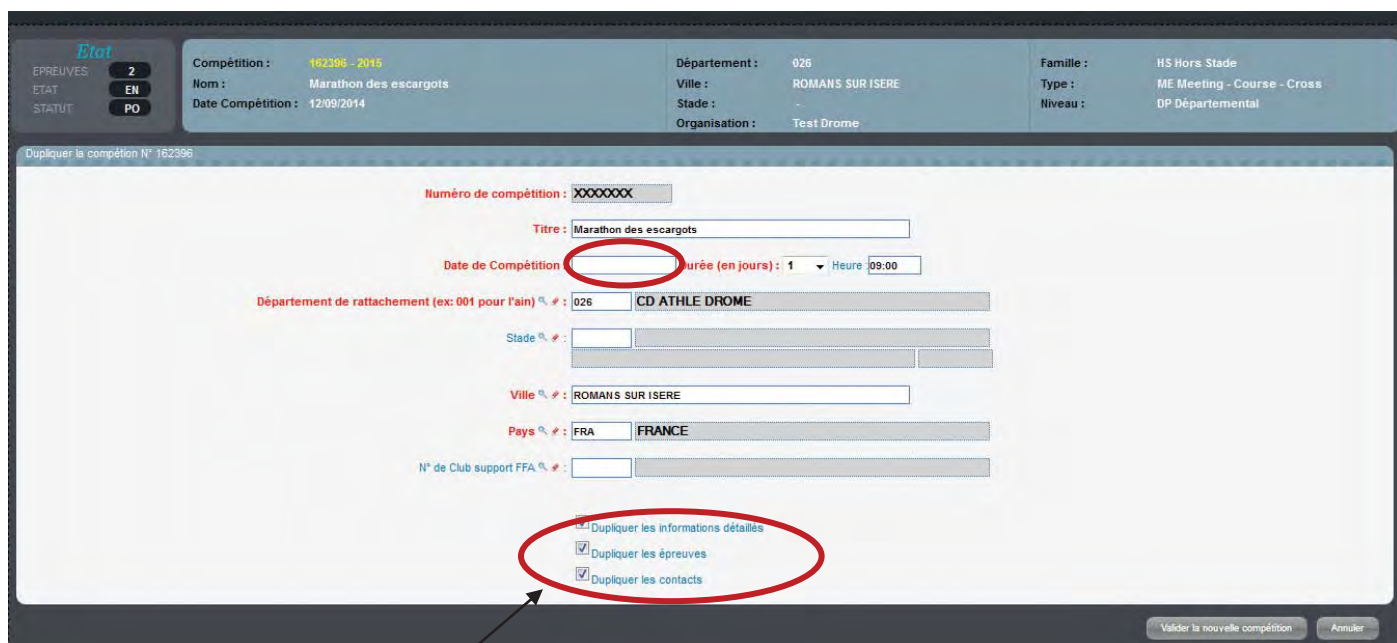 Etat
EPREUVES 2
ETAT EN
STATUT PO
Compétition : 162396 - 2015
Nom : Marathon des escargots
Date Compétition : 12/09/2014
Département : 026
Ville : ROMANS SUR ISERE
Stade : -
Organisation : Test Drome
Famille : HS Hors Stade
Type : ME Meeting - Course - Cross
Niveau : DP Départemental
Dupliquer la compétion N° 162396
Numéro de compétition : XXXXXXX
Titre : Marathon des escargots
Date de Compétition Durée (en jours) : 1 Heure 09:00
Département de rattachement (ex: 001 pour l'ain) : 026 CD ATHLE DROME
Stade :
Ville : ROMANS SUR ISERE
Pays : FRA FRANCE
N° de Club support FFA :
Dupliquer les informations détaillés
Dupliquer les épreuves
Dupliquer les contacts
Valider la nouvelle compétition Annuler